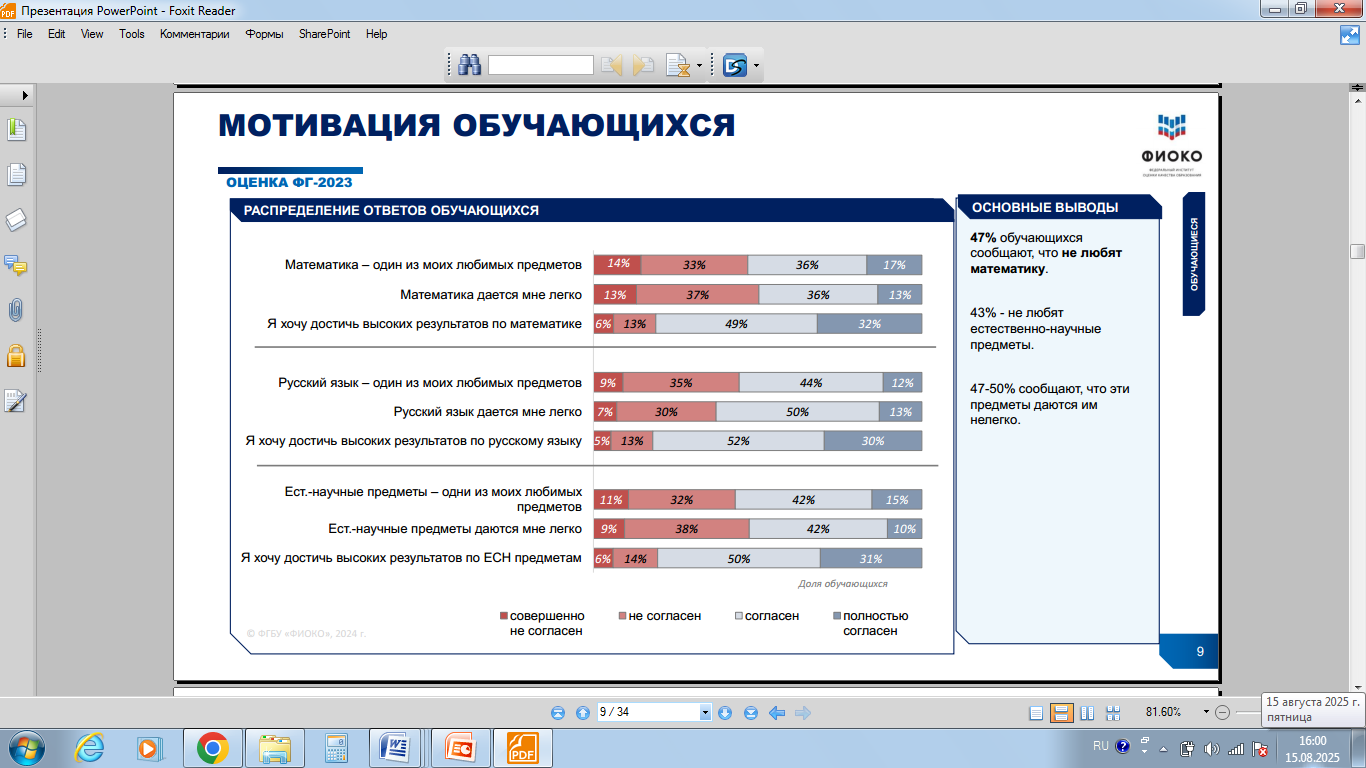 Презентация PowerPoint - Foxit Reader
File Edit View Tools Комментарии Формы SharePoint Help
МОТИВАЦИЯ ОБУЧАЮЩИХСЯ
ФИОКО
ФЕДЕРАЛЬНЫЙ ИНСТИТУТ
ОЦЕНКИ КАЧЕСТВА ОБРАЗОВАНИЯ
ОЦЕНКА ФГ-2023
РАСПРЕДЕЛЕНИЕ ОТВЕТОВ ОБУЧАЮЩИХСЯ
Математика – один из моих любимых предметов 14% 33% 36% 17%
Математика дается мне легко 13% 37% 36% 13%
Я хочу достичь высоких результатов по математике 6% 13% 49% 32%
Русский язык – один из моих любимых предметов 9% 35% 44% 12%
Русский язык дается мне легко 7% 30% 50% 13%
Я хочу достичь высоких результатов по русскому языку 5% 13% 52% 30%
Ест.-научные предметы – одни из моих любимых
предметов 11% 32% 42% 15%
Ест.-научные предметы даются мне легко 9% 38% 42% 10%
Я хочу достичь высоких результатов по ЕСН предметам 6% 14% 50% 31%
Доля обучающихся
совершенно не согласен согласен полностью
не согласен согласен
© ФГБУ «ФИОКО», 2024 г.
ОСНОВНЫЕ ВЫВОДЫ
47% обучающихся
сообщают, что не любят
математику.
43% - не любят
естественно-научные
предметы.
47-50% сообщают, что эти
предметы даются им
нелегко.
ОБУЧАЮЩИЕСЯ
9
9 / 34
81.60%
15 августа 2025 г.
пятница
PDF
RU
16:00
15.08.2025